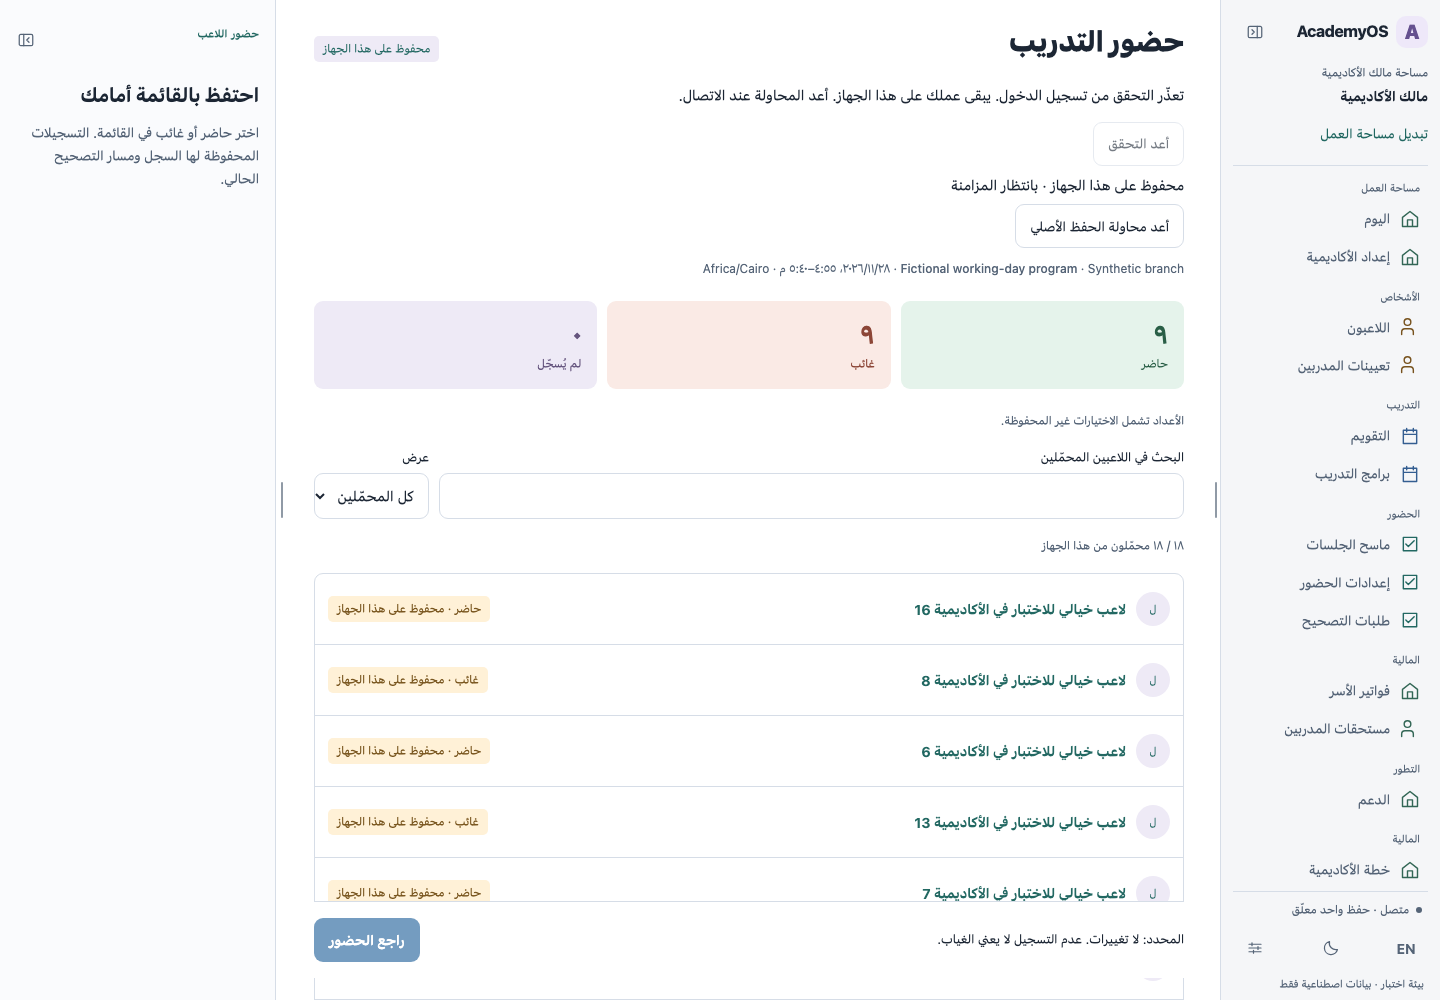 A AcademyOS
مساحة مالك الأكاديمية
مالك الأكاديمية
تبديل مساحة العمل
مساحة العمل
اليوم
إعداد الأكاديمية
الأشخاص
اللاعبون
تعيينات المدربين
التدريب
التقويم
برامج التدريب
الحضور
ماسح الجلسات
إعدادات الحضور
طلبات التصحيح
المالية
فواتير الأسر
مستحقات المدربين
التطور
الدعم
المالية
خطة الأكاديمية
متصل · حفظ واحد معلّق
EN
بيئة اختبار · بيانات اصطناعية فقط
حضور التدريب
محفوظ على هذا الجهاز
تعذّر التحقق من تسجيل الدخول. يبقى عملك على هذا الجهاز. أعد المحاولة عند الاتصال.
أعد التحقق
محفوظ على هذا الجهاز · بانتظار المزامنة
أعد محاولة الحفظ الأصلي
Synthetic branch · Fictional working-day program · ٢٠٢٦/١١/٢٨، ٤:٥٥–٥:٤٠ م · Africa/Cairo
٩
حاضر
٩
غائب
٠
لم يُسجّل
الأعداد تشمل الاختيارات غير المحفوظة.
البحث في اللاعبين المحمّلين
عرض
كل المحمّلين
١٨ / ١٨ محمّلون من هذا الجهاز
ل لاعب خيالي للاختبار في الأكاديمية 16 حاضر · محفوظ على هذا الجهاز
ل لاعب خيالي للاختبار في الأكاديمية 8 غائب · محفوظ على هذا الجهاز
ل لاعب خيالي للاختبار في الأكاديمية 6 حاضر · محفوظ على هذا الجهاز
ل لاعب خيالي للاختبار في الأكاديمية 13 غائب · محفوظ على هذا الجهاز
ل لاعب خيالي للاختبار في الأكاديمية 7 حاضر · محفوظ على هذا الجهاز
المحدد: لا تغييرات. عدم التسجيل لا يعني الغياب.
راجع الحضور
حضور اللاعب
احتفظ بالقائمة أمامك
اختر حاضر أو غائب في القائمة. التسجيلات
المحفوظة لها السجل ومسار التصحيح
الحالي.